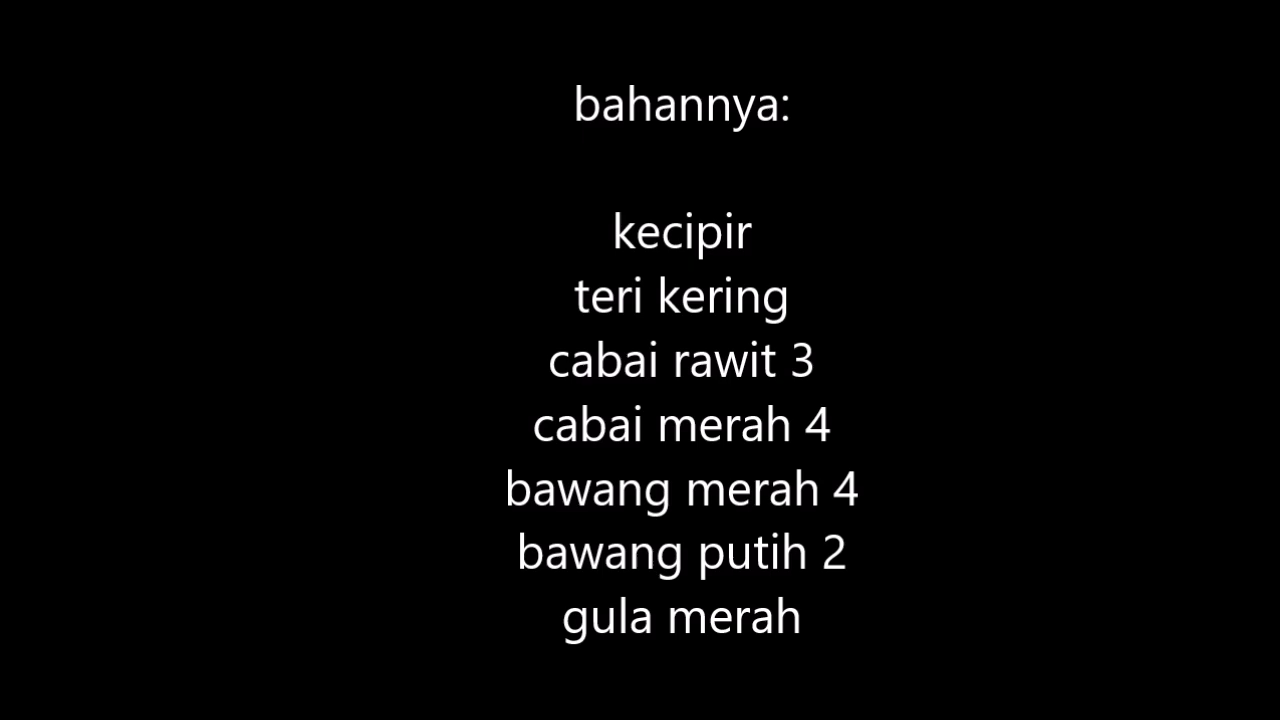 bahannya:
kecipir
teri kering
cabai rawit 3
cabai merah 4
bawang merah 4
bawang putih 2
gula merah